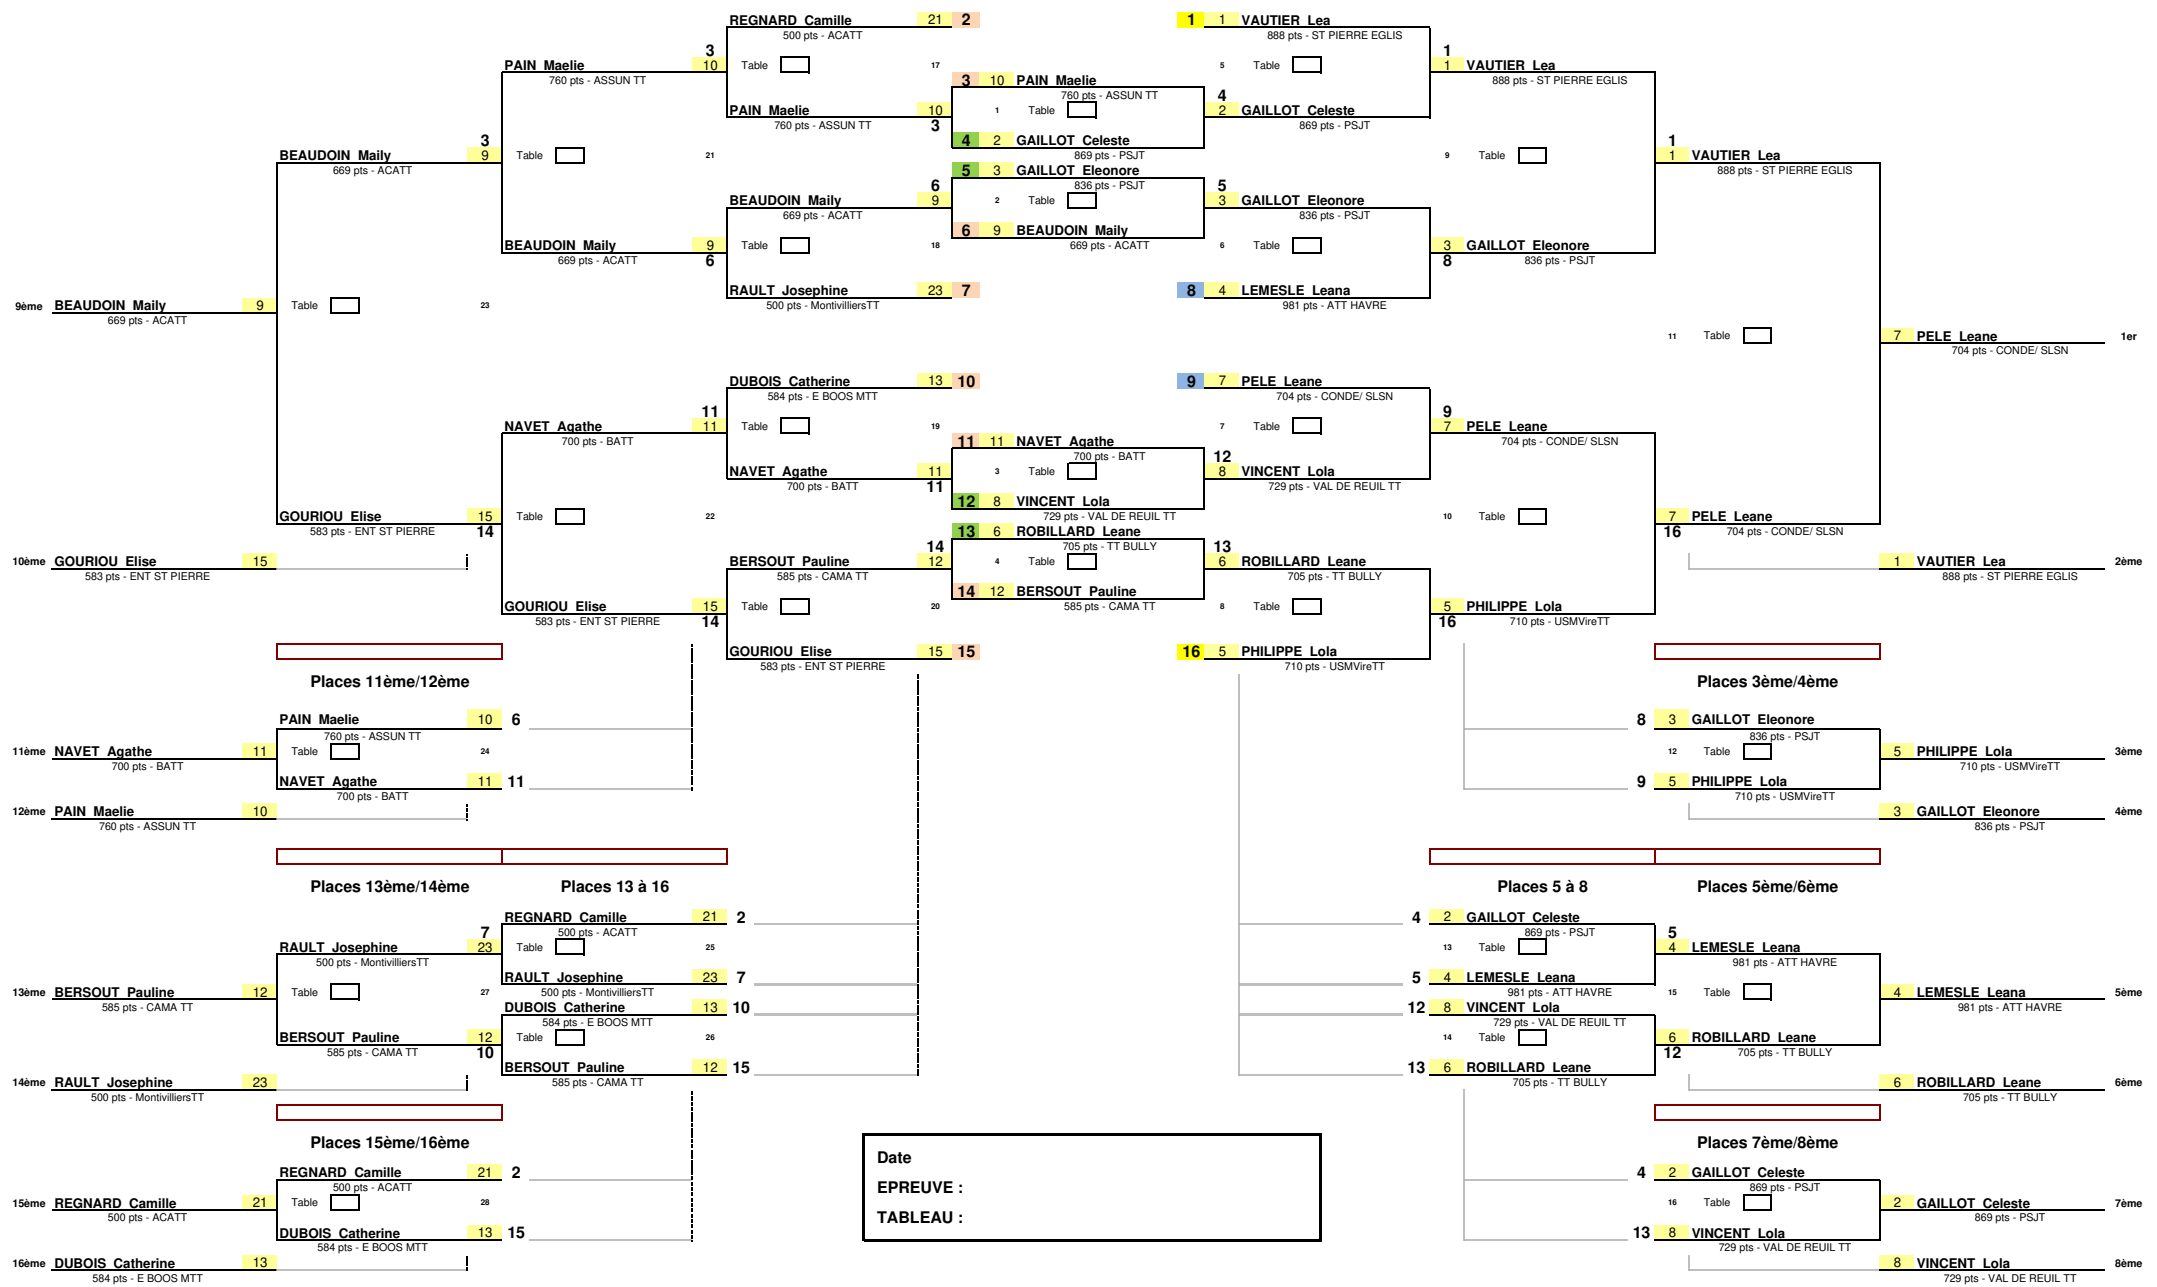 REGNARD Camille 21 2 1 1 VAUTIER Lea
500 pts - ACATT 888 pts - ST PIERRE EGLIS
3 1
PAIN Maelie 10 Table 17 5 Table 1 VAUTIER Lea
760 pts - ASSUN TT 3 10 PAIN Maelie 888 pts - ST PIERRE EGLIS
760 pts - ASSUN TT 4
PAIN Maelie 10 1 Table 2 GAILLOT Celeste
760 pts - ASSUN TT 3 869 pts - PSJT
3 4 2 GAILLOT Celeste 1
BEAUDOIN Maily 9 Table 21 869 pts - PSJT 9 Table 1 VAUTIER Lea
669 pts - ACATT 5 3 GAILLOT Eleonore 888 pts - ST PIERRE EGLIS
6 836 pts - PSJT 5
BEAUDOIN Maily 9 2 Table 3 GAILLOT Eleonore
669 pts - ACATT 836 pts - PSJT
6 9 BEAUDOIN Maily
BEAUDOIN Maily 9 Table 18 669 pts - ACATT 6 Table 3 GAILLOT Eleonore
669 pts - ACATT 6 8 836 pts - PSJT
RAULT Josephine 23 7 8 4 LEMESLE Leana
500 pts - MontivilliersTT 981 pts - ATT HAVRE
9ème BEAUDOIN Maily 9 Table 23
669 pts - ACATT
11 Table 7 PELE Leane 1er
704 pts - CONDE/ SLSN
DUBOIS Catherine 13 10 9 7 PELE Leane
584 pts - E BOOS MTT 704 pts - CONDE/ SLSN
11 9
NAVET Agathe 11 Table 19 7 Table 7 PELE Leane
700 pts - BATT 11 11 NAVET Agathe 704 pts - CONDE/ SLSN
700 pts - BATT 12
NAVET Agathe 11 3 Table 8 VINCENT Lola
700 pts - BATT 11 729 pts - VAL DE REUIL TT
12 8 VINCENT Lola
GOURIOU Elise 15 Table 22 729 pts - VAL DE REUIL TT 10 Table 7 PELE Leane
583 pts - ENT ST PIERRE 14 13 6 ROBILLARD Leane 16 704 pts - CONDE/ SLSN
14 705 pts - TT BULLY 13
10ème GOURIOU Elise 15 BERSOUT Pauline 12 4 Table 6 ROBILLARD Leane 1 VAUTIER Lea 2ème
583 pts - ENT ST PIERRE 585 pts - CAMA TT 705 pts - TT BULLY 888 pts - ST PIERRE EGLIS
14 12 BERSOUT Pauline
GOURIOU Elise 15 Table 20 585 pts - CAMA TT 8 Table 5 PHILIPPE Lola
583 pts - ENT ST PIERRE 14 16 710 pts - USMVireTT
GOURIOU Elise 15 15 16 5 PHILIPPE Lola
583 pts - ENT ST PIERRE 710 pts - USMVireTT
Places 11ème/12ème Places 3ème/4ème
PAIN Maelie 10 6 8 3 GAILLOT Eleonore
760 pts - ASSUN TT 836 pts - PSJT
11ème NAVET Agathe 11 Table 24 12 Table 5 PHILIPPE Lola 3ème
700 pts - BATT 710 pts - USMVireTT
NAVET Agathe 11 11 9 5 PHILIPPE Lola
700 pts - BATT 710 pts - USMVireTT
12ème PAIN Maelie 10 3 GAILLOT Eleonore 4ème
760 pts - ASSUN TT 836 pts - PSJT
Places 13ème/14ème Places 13 à 16 Places 5 à 8 Places 5ème/6ème
REGNARD Camille 21 2 4 2 GAILLOT Celeste
7 500 pts - ACATT 869 pts - PSJT 5
RAULT Josephine 23 Table 25 13 Table 4 LEMESLE Leana
500 pts - MontivilliersTT 981 pts - ATT HAVRE
RAULT Josephine 23 7 5 4 LEMESLE Leana
13ème BERSOUT Pauline 12 Table 27 500 pts - MontivilliersTT 981 pts - ATT HAVRE 15 Table 4 LEMESLE Leana 5ème
585 pts - CAMA TT DUBOIS Catherine 13 10 12 8 VINCENT Lola 981 pts - ATT HAVRE
584 pts - E BOOS MTT 729 pts - VAL DE REUIL TT
BERSOUT Pauline 12 Table 26 14 Table 6 ROBILLARD Leane
585 pts - CAMA TT 10 12 705 pts - TT BULLY
BERSOUT Pauline 12 15 13 6 ROBILLARD Leane
14ème RAULT Josephine 23 585 pts - CAMA TT 705 pts - TT BULLY 6 ROBILLARD Leane 6ème
500 pts - MontivilliersTT 705 pts - TT BULLY
Places 15ème/16ème Places 7ème/8ème
Date
REGNARD Camille 21 2 4 2 GAILLOT Celeste
500 pts - ACATT EPREUVE : 869 pts - PSJT
15ème REGNARD Camille 21 Table 28 16 Table 2 GAILLOT Celeste 7ème
500 pts - ACATT TABLEAU : 869 pts - PSJT
DUBOIS Catherine 13 15 13 8 VINCENT Lola
584 pts - E BOOS MTT 729 pts - VAL DE REUIL TT
16ème DUBOIS Catherine 13 8 VINCENT Lola 8ème
584 pts - E BOOS MTT 729 pts - VAL DE REUIL TT